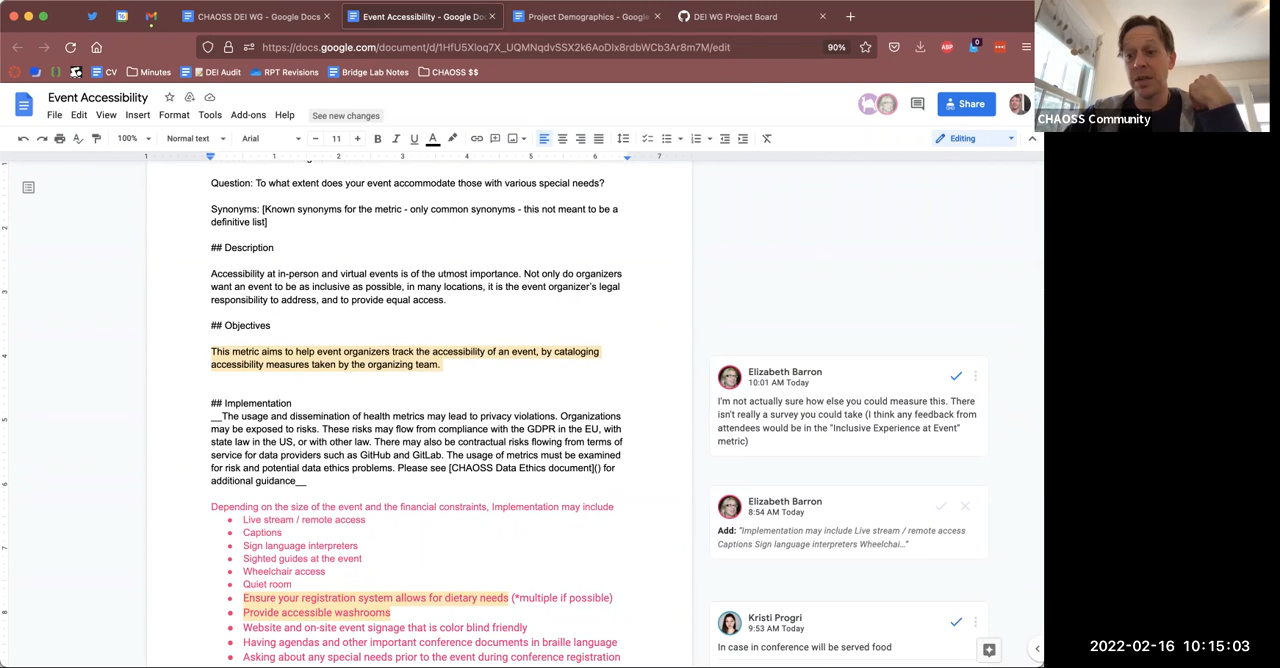 CHAOSS DEI WG - Google Docs
Event Accessibility - Google Doc
Project Demographics - Google
DEI WG Project Board
https://docs.google.com/document/d/1HfU5Xloq7X_UQMNqdvSSX2k6AoDlx8rdbWCb3Ar8m7M/edit
90%
ABP
0
CV
Minutes
DEI Audit
RPT Revisions
Bridge Lab Notes
CHAOSS $$
Event Accessibility
File Edit View Insert Format Tools Add-ons Help
See new changes
Share
CHAOSS Community
100%
Normal text
Arial
11
Editing
1 1 2 3 4 5 6 7
Question: To what extent does your event accommodate those with various special needs?
Synonyms: [Known synonyms for the metric - only common synonyms - this not meant to be a
definitive list]
## Description
Accessibility at in-person and virtual events is of the utmost importance. Not only do organizers
want an event to be as inclusive as possible, in many locations, it is the event organizer's legal
responsibility to address, and to provide equal access.
## Objectives
This metric aims to help event organizers track the accessibility of an event, by cataloging
accessibility measures taken by the organizing team.
## Implementation
__The usage and dissemination of health metrics may lead to privacy violations. Organizations
may be exposed to risks. These risks may flow from compliance with the GDPR in the EU, with
state law in the US, or with other law. There may also be contractual risks flowing from terms of
service for data providers such as GitHub and GitLab. The usage of metrics must be examined
for risk and potential data ethics problems. Please see [CHAOSS Data Ethics document]() for
additional guidance__
Depending on the size of the event and the financial constraints, Implementation may include
● Live stream / remote access
● Captions
● Sign language interpreters
● Sighted guides at the event
● Wheelchair access
● Quiet room
● Ensure your registration system allows for dietary needs (*multiple if possible)
● Provide accessible washrooms
● Website and on-site event signage that is color blind friendly
● Having agendas and other important conference documents in braille language
● Asking about any special needs prior to the event during conference registration
Elizabeth Barron
10:01 AM Today
I'm not actually sure how else you could measure this. There
isn't really a survey you could take (I think any feedback from
attendees would be in the "Inclusive Experience at Event"
metric)
Elizabeth Barron
8:54 AM Today
Add: "Implementation may include Live stream / remote access
Captions Sign language interpreters Wheelchai..."
Kristi Progri
9:53 AM Today
In case in conference will be served food
2022-02-16 10:15:03